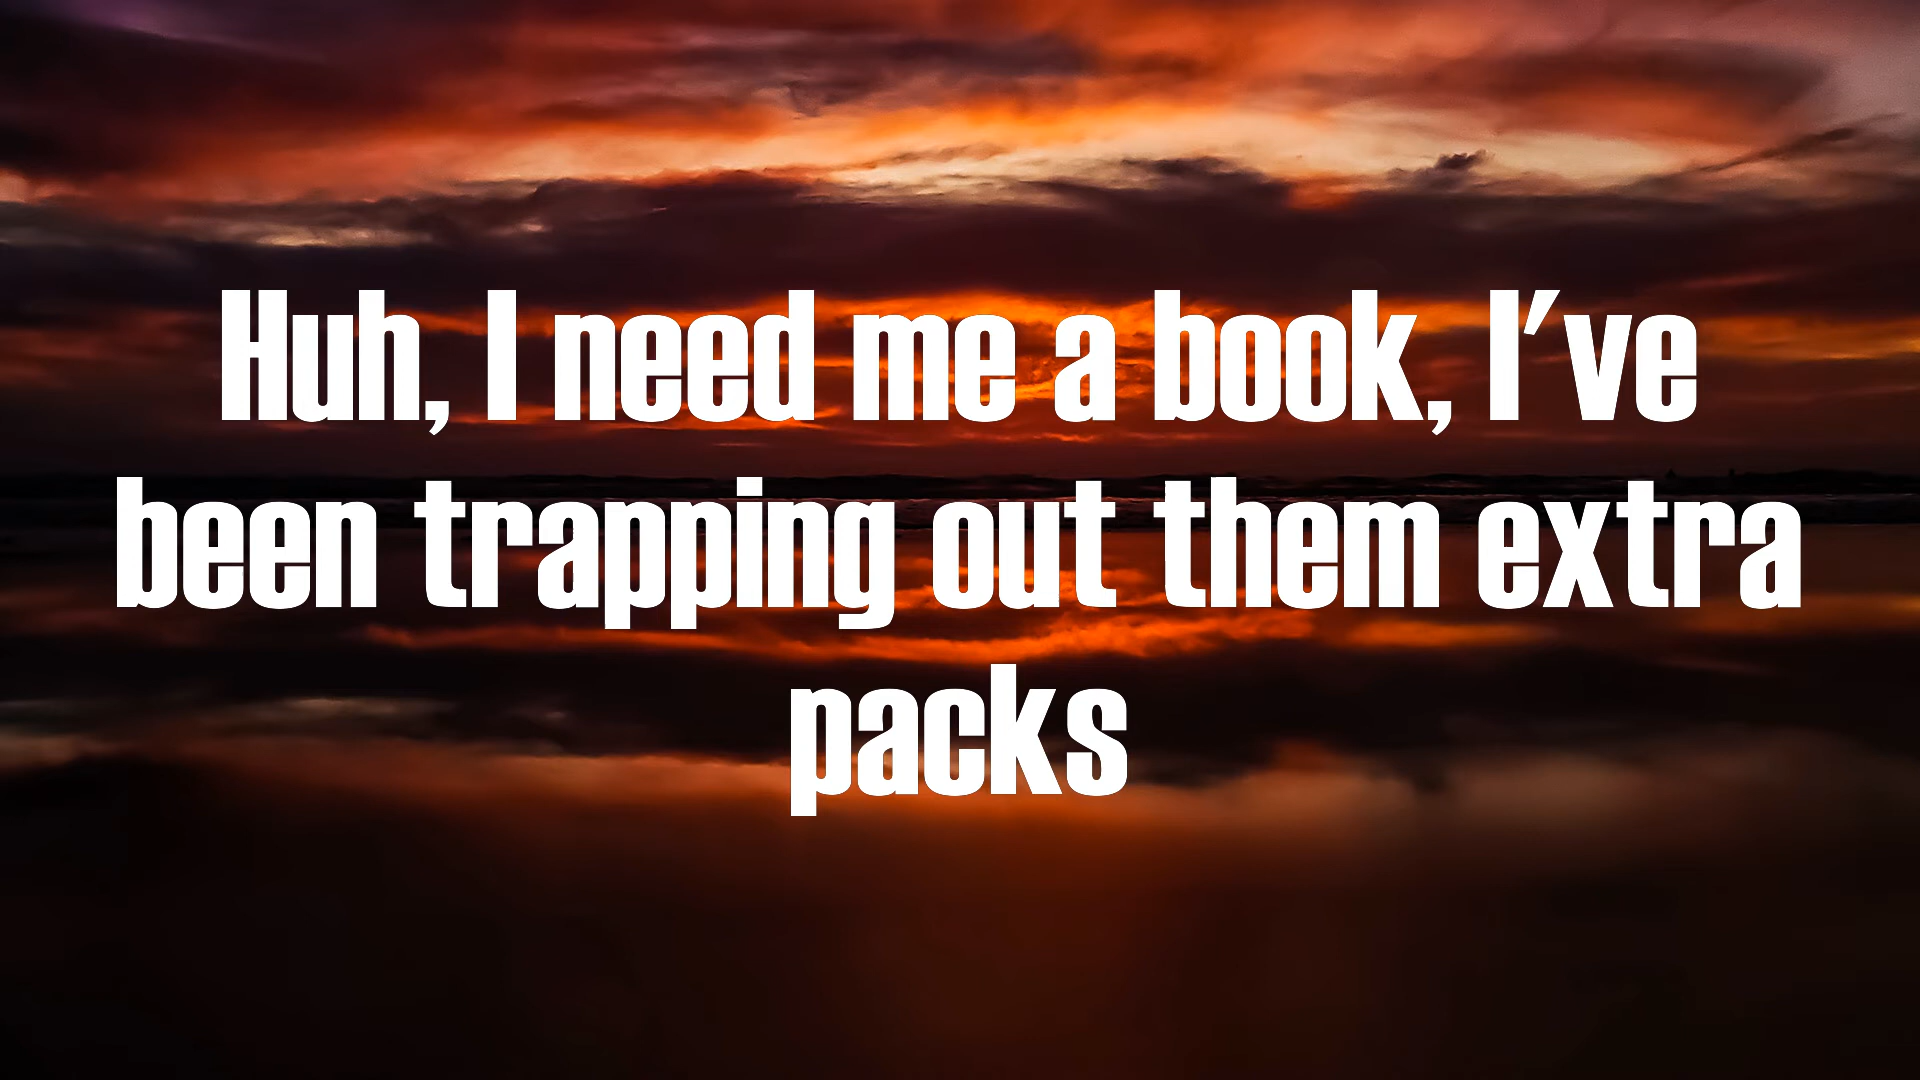 Huh, I need me a book, I've
been trapping out them extra
packs